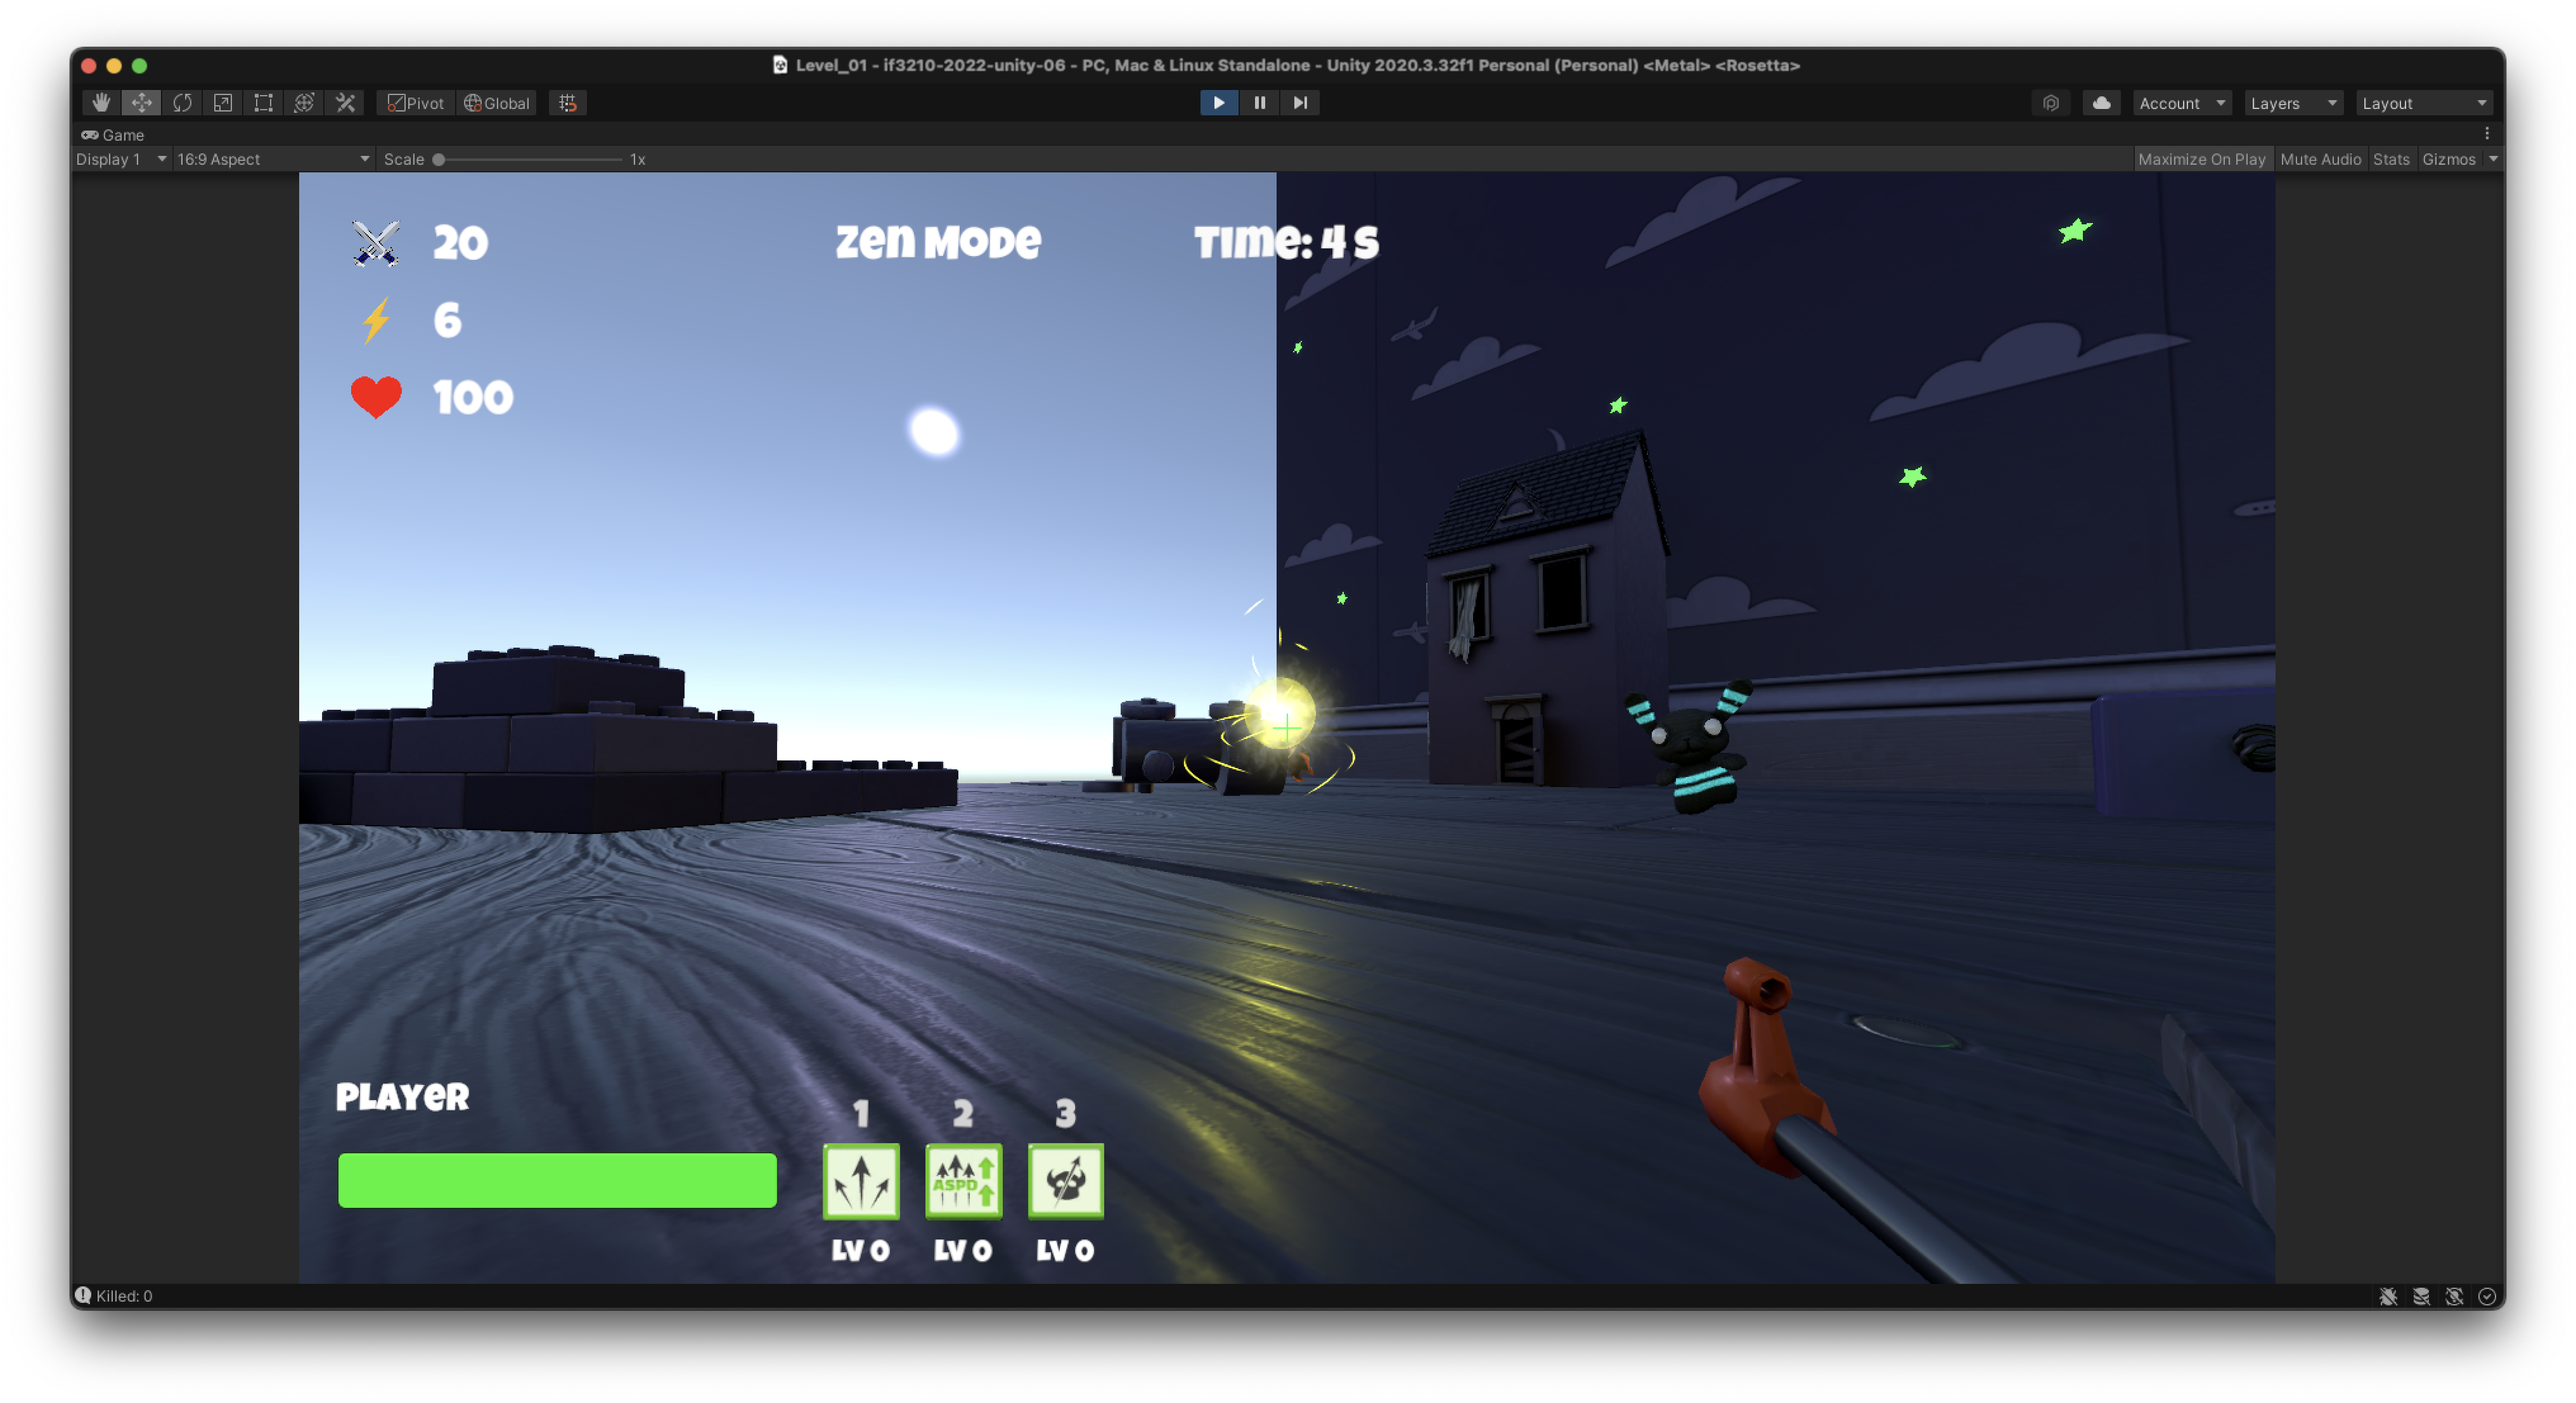 Level_01 - if3210-2022-unity-06 - PC, Mac & Linux Standalone - Unity 2020.3.32f1 Personal (Personal) <Metal> <Rosetta>
Pivot Global Account Layers Layout
Game
Display 1 16:9 Aspect Scale 1x Maximize On Play Mute Audio Stats Gizmos
20 Zen Mode Time: 4 s
6
100
Player
1 2 3
ASPD
LV 0 LV 0 LV 0
Killed: 0